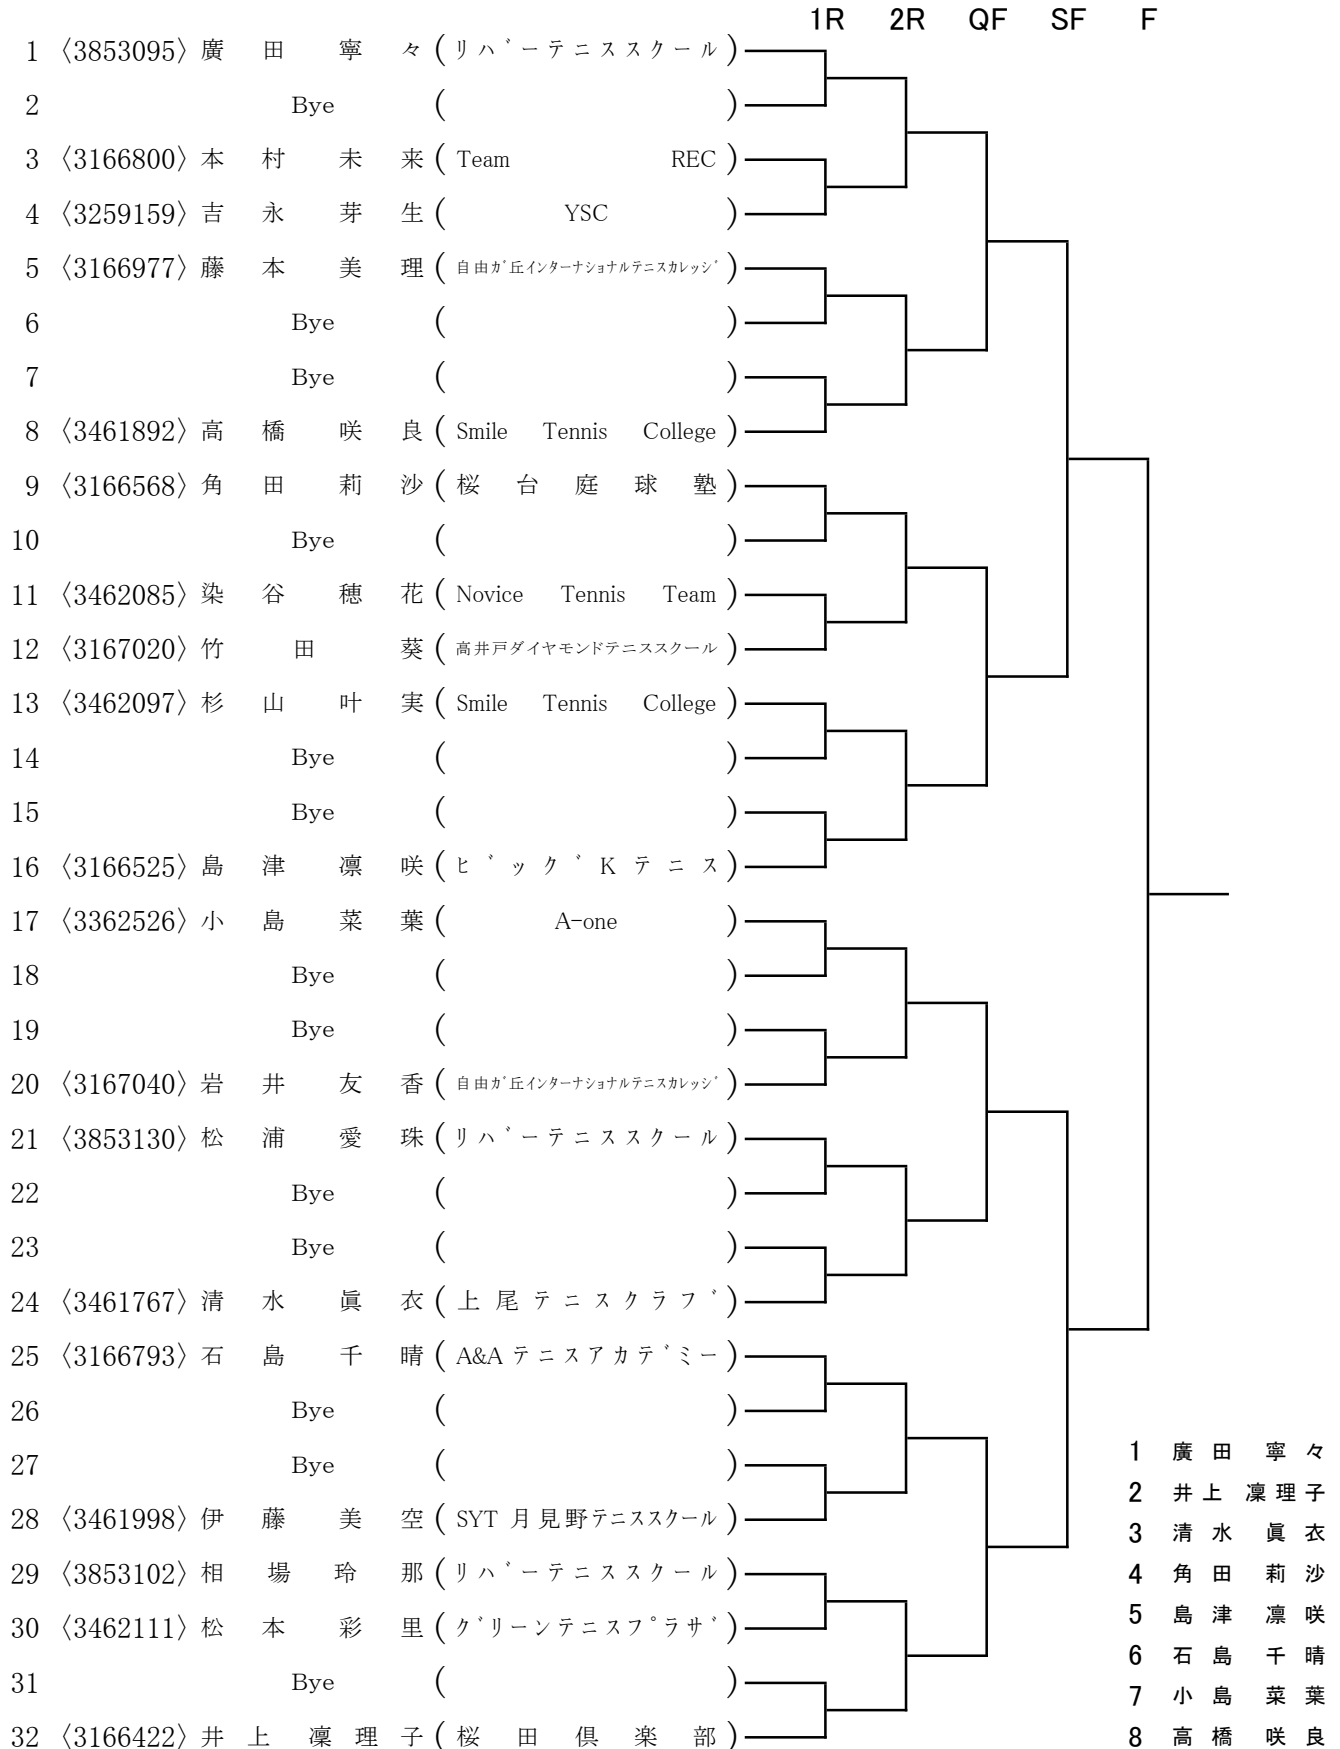 1R 2R QF SF F
1 〈3853095〉 廣田 寧々 (リバーテニススクール)
2 Bye ( )
3 〈3166800〉 本村 未来 (Team REC)
4 〈3259159〉 吉永 芽生 (YSC)
5 〈3166977〉 藤本 美理 (自由ガ丘インターナショナルテニスカレッジ)
6 Bye ( )
7 Bye ( )
8 〈3461892〉 高橋 咲良 (Smile Tennis College)
9 〈3166568〉 角田 莉沙 (桜台庭球塾)
10 Bye ( )
11 〈3462085〉 染谷 穂花 (Novice Tennis Team)
12 〈3167020〉 竹田 葵 (高井戸ダイヤモンドテニススクール)
13 〈3462097〉 杉山 叶実 (Smile Tennis College)
14 Bye ( )
15 Bye ( )
16 〈3166525〉 島津 凛咲 (ビッグKテニス)
17 〈3362526〉 小島 菜葉 (A-one)
18 Bye ( )
19 Bye ( )
20 〈3167040〉 岩井 友香 (自由ガ丘インターナショナルテニスカレッジ)
21 〈3853130〉 松浦 愛珠 (リバーテニススクール)
22 Bye ( )
23 Bye ( )
24 〈3461767〉 清水 眞衣 (上尾テニスクラブ)
25 〈3166793〉 石島 千晴 (A&Aテニスアカデミー)
26 Bye ( )
27 Bye ( )
28 〈3461998〉 伊藤 美空 (SYT月見野テニススクール)
29 〈3853102〉 相場 玲那 (リバーテニススクール)
30 〈3462111〉 松本 彩里 (グリーンテニスプラザ)
31 Bye ( )
32 〈3166422〉 井上 凜理子 (桜田倶楽部)
1 廣田 寧々
2 井上 凜理子
3 清水 眞衣
4 角田 莉沙
5 島津 凛咲
6 石島 千晴
7 小島 菜葉
8 高橋 咲良